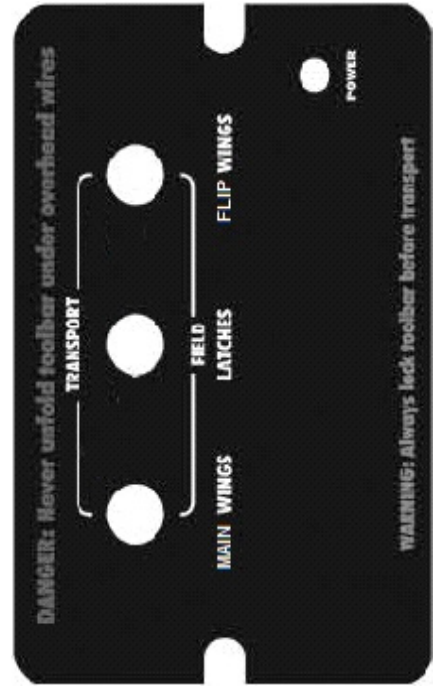 DANGER: Never unfold toolbar under overhead wires
TRANSPORT
FIELD
MAIN WINGS
LATCHES
FLIP WINGS
POWER
WARNING: Always lock toolbar before transport